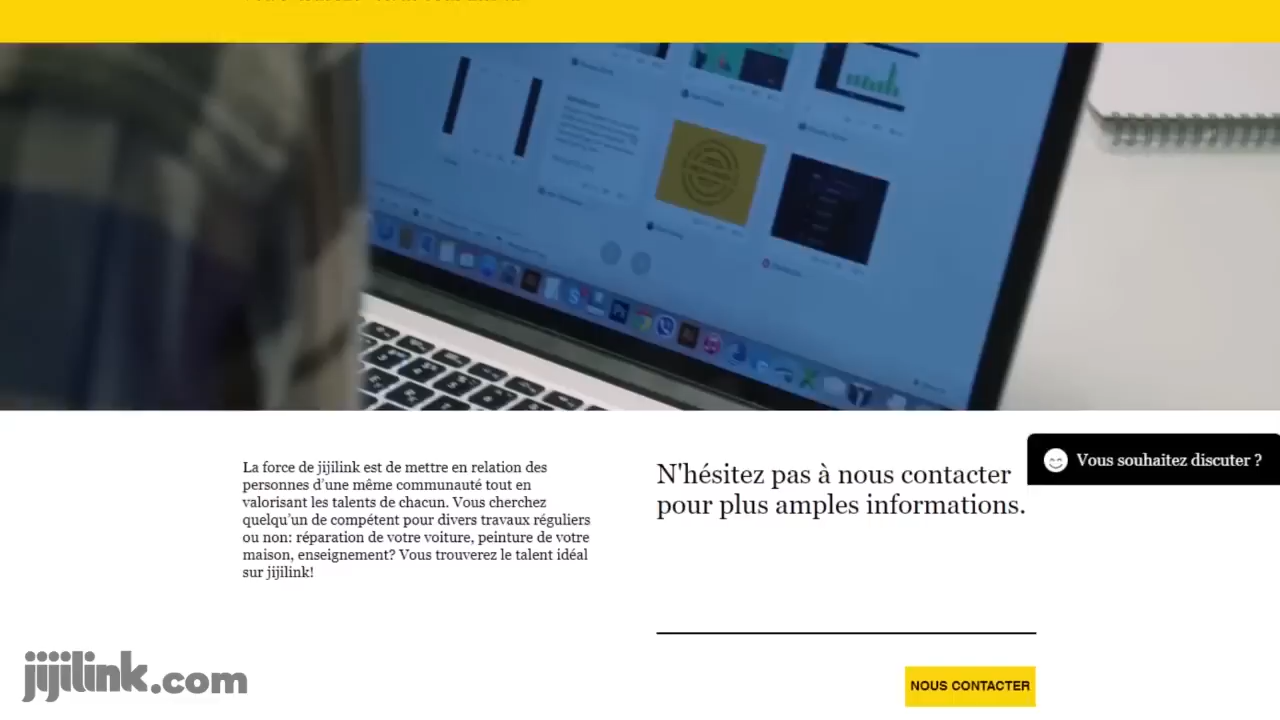 La force de jijilink est de mettre en relation des
personnes d'une même communauté tout en
valorisant les talents de chacun. Vous cherchez
quelqu'un de compétent pour divers travaux réguliers
ou non: réparation de votre voiture, peinture de votre
maison, enseignement? Vous trouverez le talent idéal
sur jijilink!
N'hésitez pas à nous contacter
pour plus amples informations.
Vous souhaitez discuter ?
NOUS CONTACTER
jijilink.com